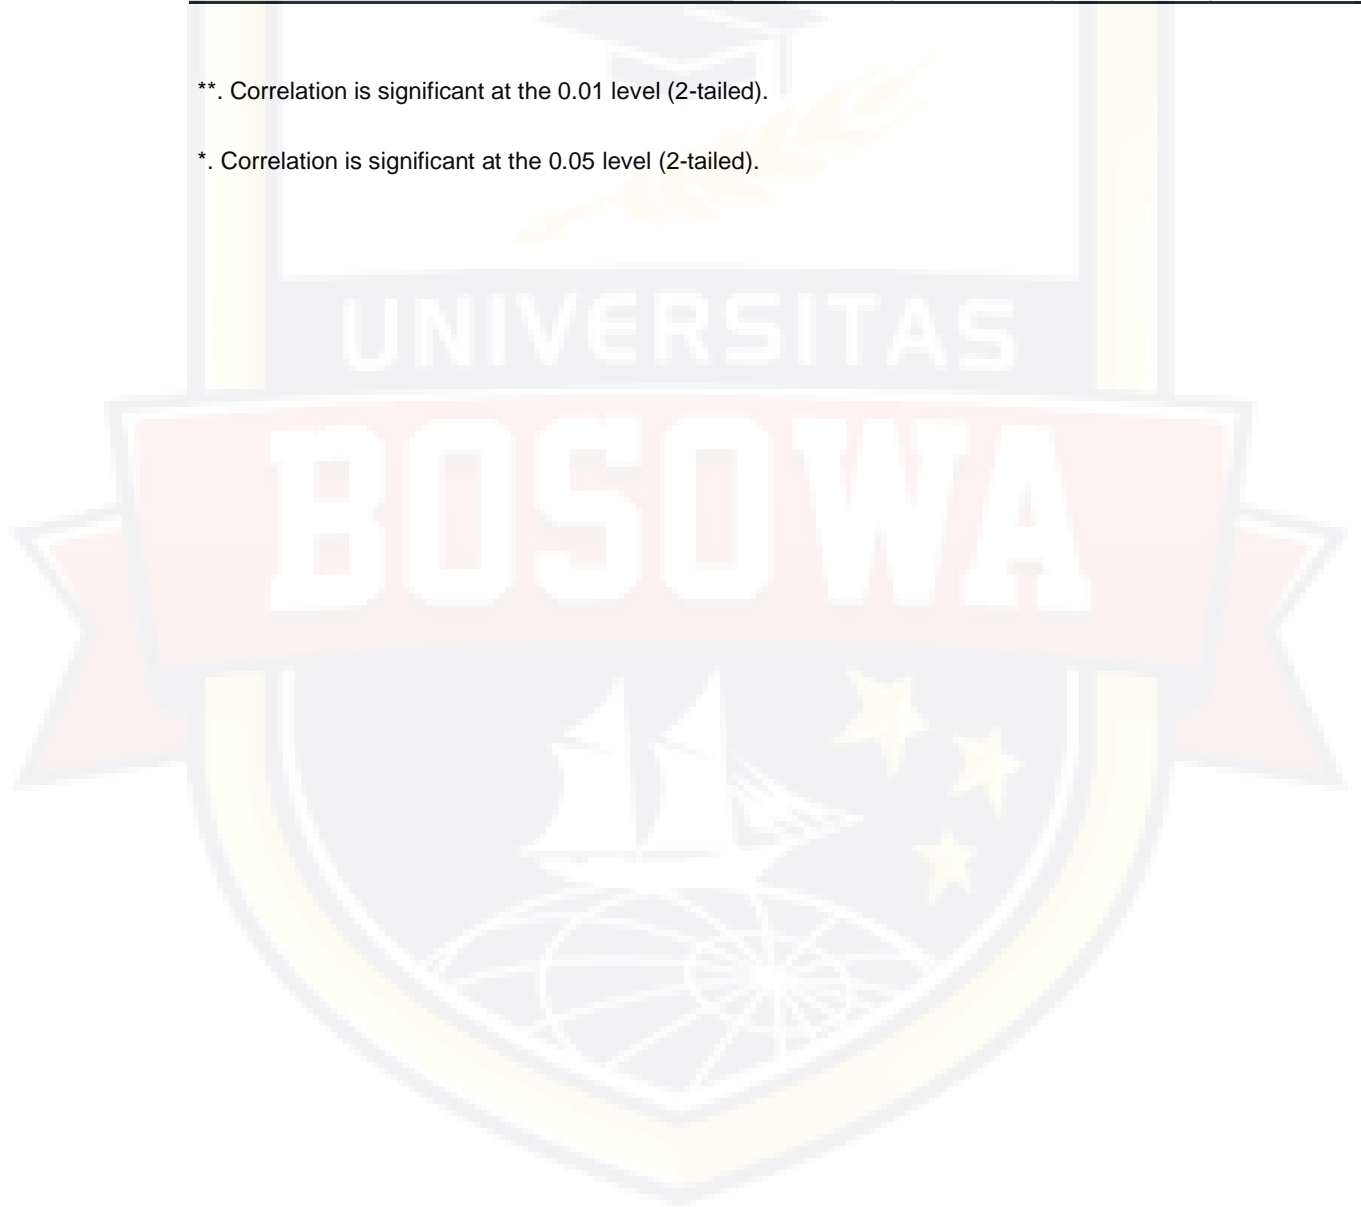 **. Correlation is significant at the 0.01 level (2-tailed).
*. Correlation is significant at the 0.05 level (2-tailed).
UNIVERSITAS
BOSOWA